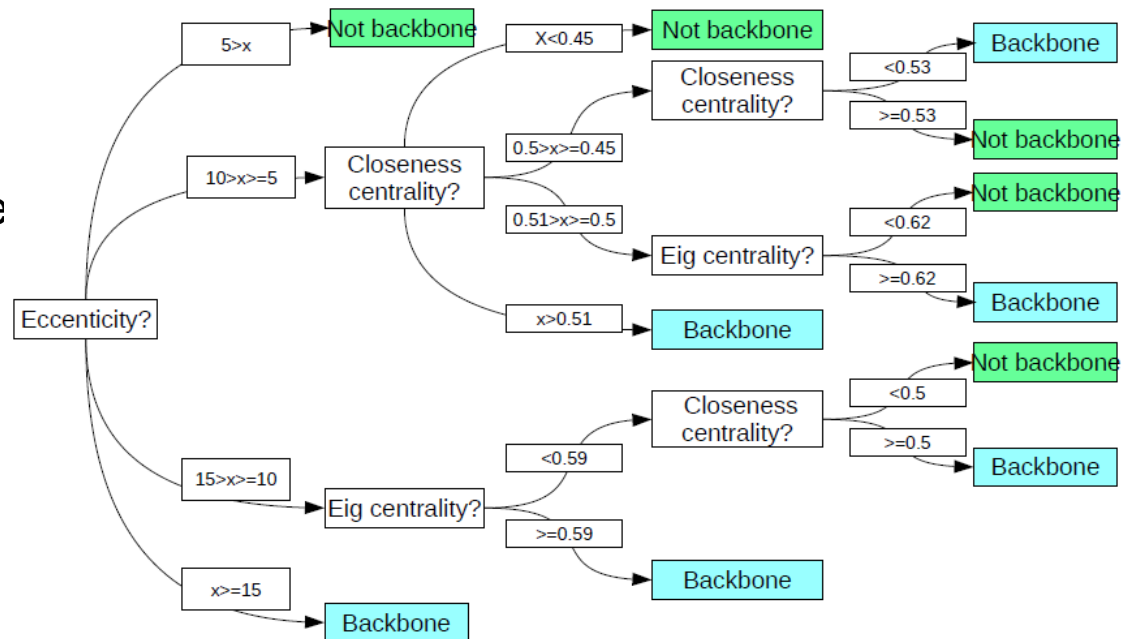 5>x
Not backbone
X<0.45
Not backbone
Closeness
centrality?
<0.53
Backbone
>=0.53
Not backbone
10>x>=5
Closeness
centrality?
0.5>x>=0.45
0.51>x>=0.5
Eig centrality?
<0.62
Not backbone
>=0.62
Backbone
Eccenticity?
x>0.51
Backbone
15>x>=10
Eig centrality?
<0.59
Closeness
centrality?
<0.5
Not backbone
>=0.5
Backbone
>=0.59
Backbone
x>=15
Backbone